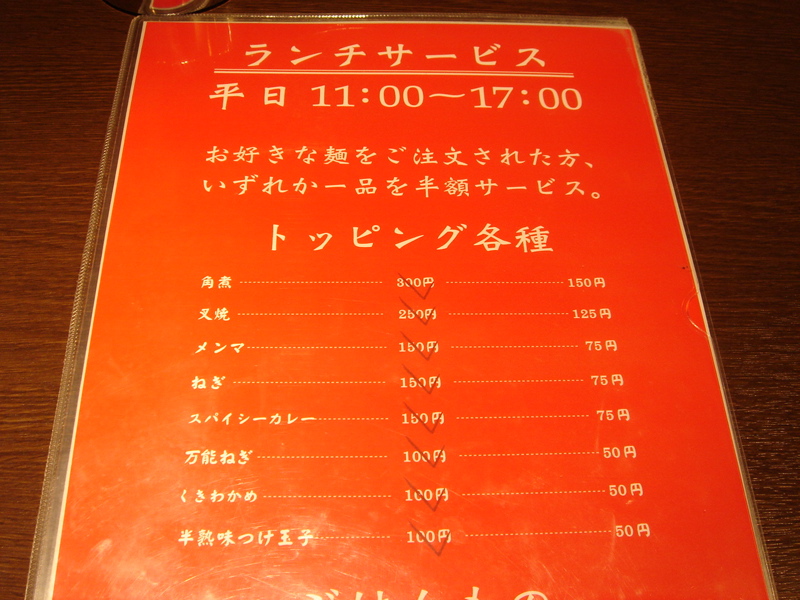 ランチサービス
平日 11:00〜17:00
お好きな麺をご注文された方、
いずれか一品を半額サービス。
トッピング各種
角煮 300円 150円
叉焼 250円 125円
メンマ 150円 75円
ねぎ 150円 75円
スパイシーカレー 150円 75円
万能ねぎ 100円 50円
くきわかめ 100円 50円
半熟味つけ玉子 100円 50円
ごはんもの